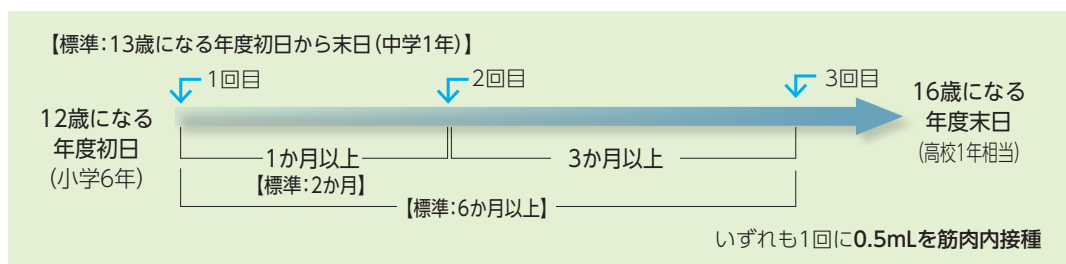 【標準:13歳になる年度初日から末日(中学1年)】
1回目
2回目
3回目
12歳になる
年度初日
(小学6年)
16歳になる
年度末日
(高校1年相当)
1か月以上
【標準:2か月】
3か月以上
【標準:6か月以上】
いずれも1回に0.5mLを筋肉内接種